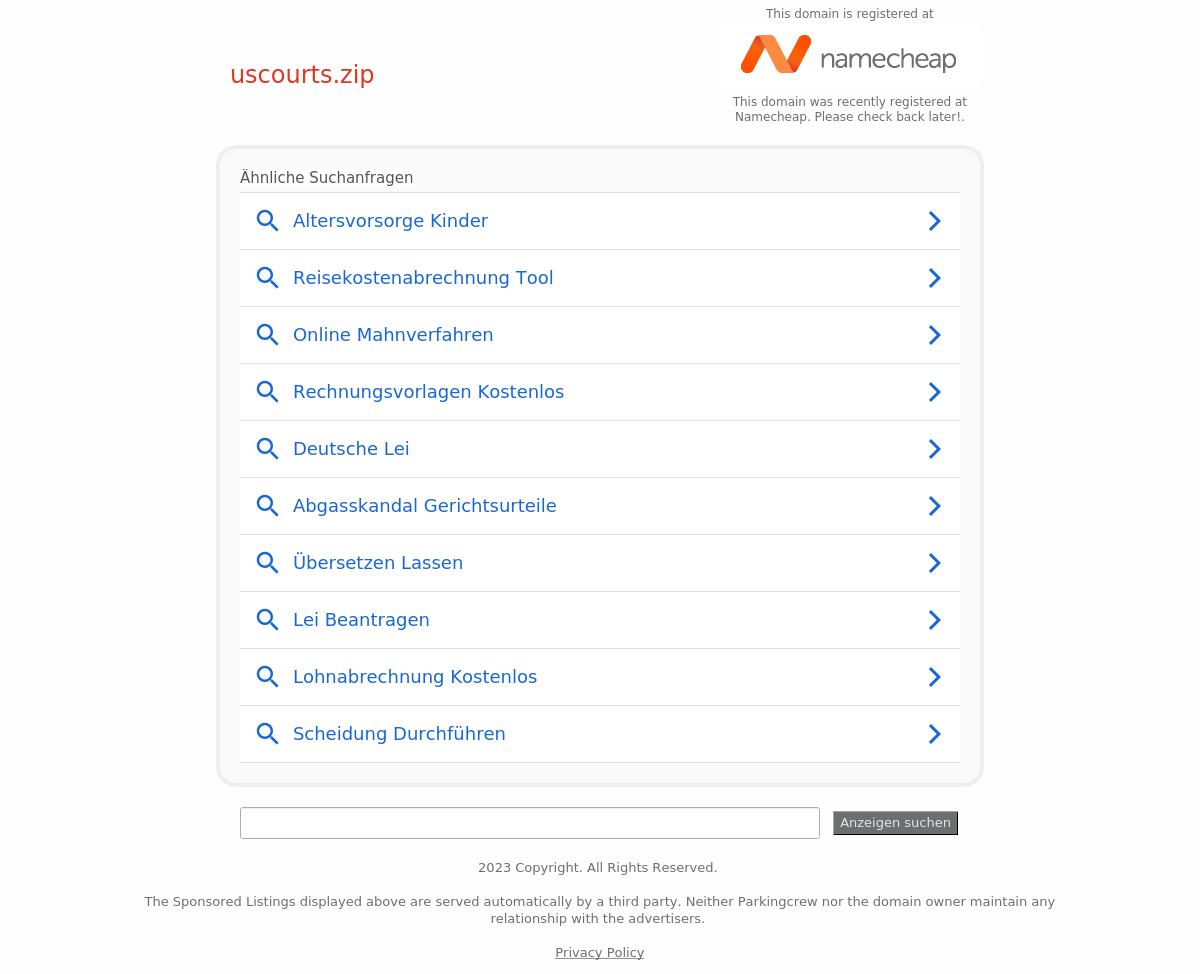 This domain is registered at
namecheap
uscourts.zip
This domain was recently registered at
Namecheap. Please check back later!.
Ähnliche Suchanfragen
Altersvorsorge Kinder
Reisekostenabrechnung Tool
Online Mahnverfahren
Rechnungsvorlagen Kostenlos
Deutsche Lei
Abgasskandal Gerichtsurteile
Übersetzen Lassen
Lei Beantragen
Lohnabrechnung Kostenlos
Scheidung Durchführen
Anzeigen suchen
2023 Copyright. All Rights Reserved.
The Sponsored Listings displayed above are served automatically by a third party. Neither Parkingcrew nor the domain owner maintain any
relationship with the advertisers.
Privacy Policy